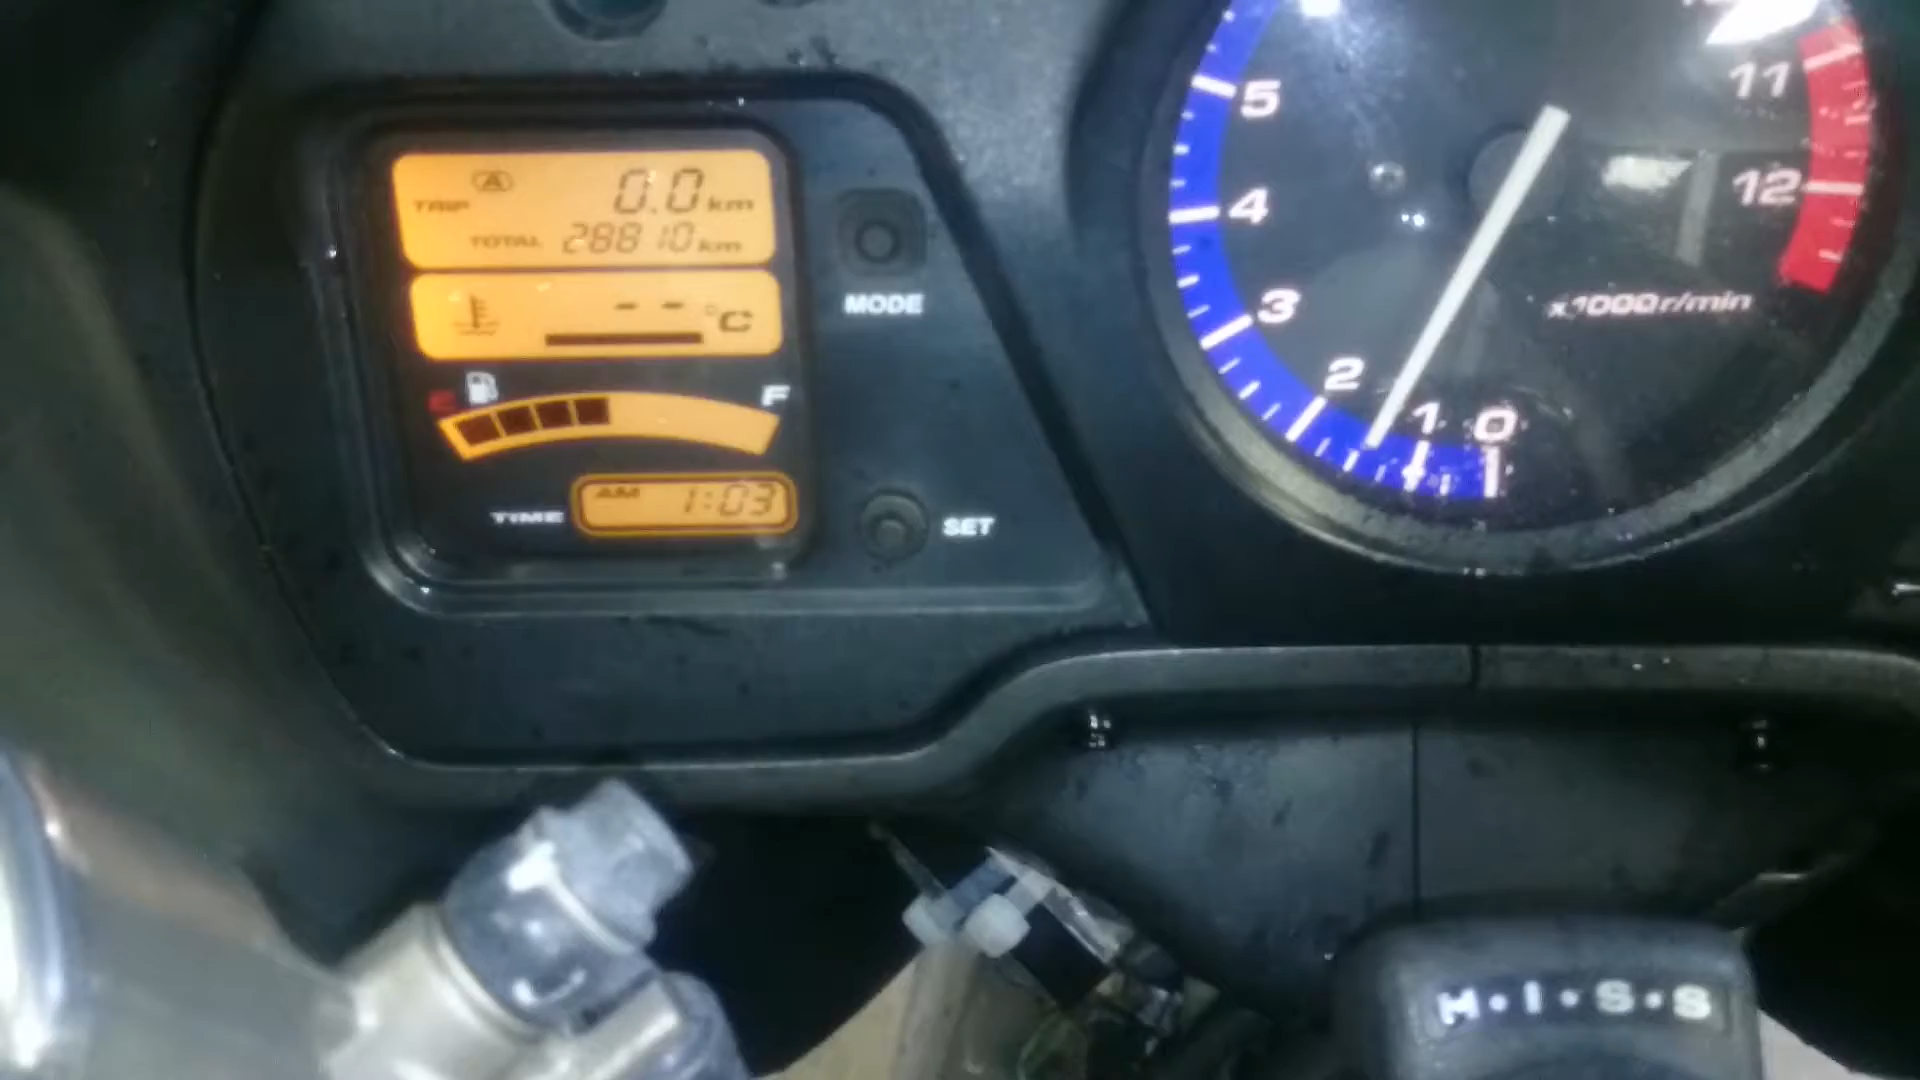 A
TRIP 0.0 km
TOTAL 28810 km
-- °C
E F
TIME AM 1:03
MODE
SET
5
4
3
2
1
0
11
12
x1000r/min
H·I·S·S